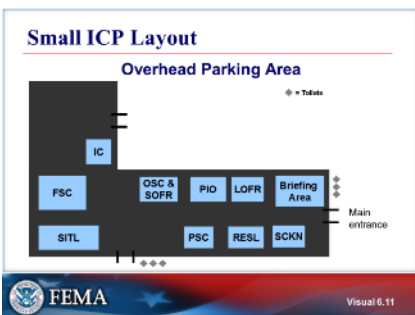 Small ICP Layout
Overhead Parking Area
= Toilets
IC
FSC
OSC &
SOFR
PIO
LOFR
Briefing
Area
Main
entrance
SITL
PSC
RESL
SCKN
FEMA
Visual 6.11